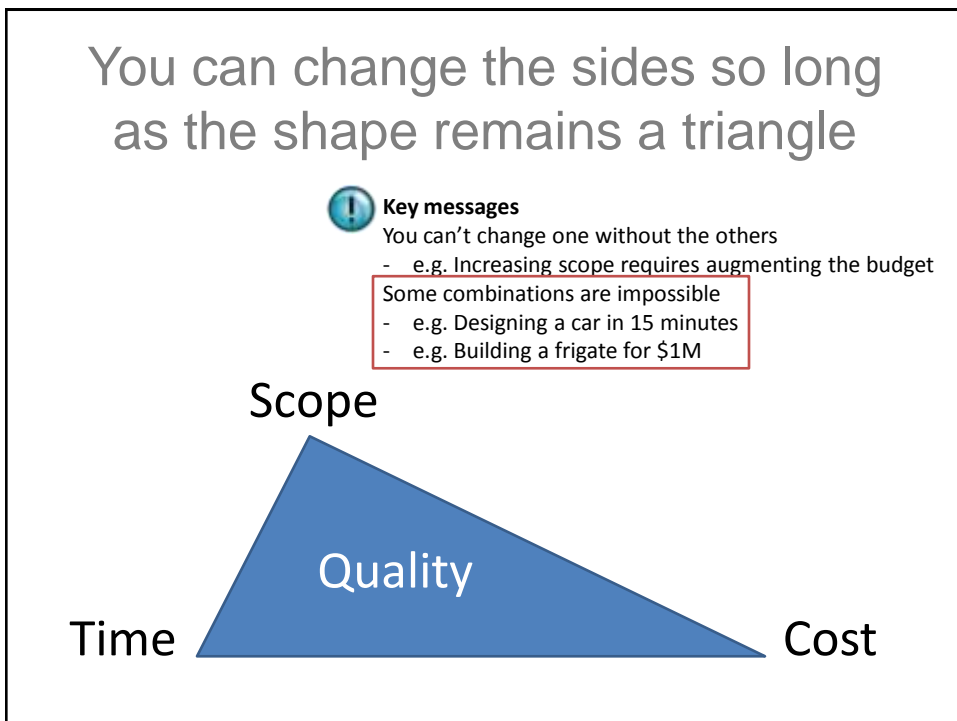 You can change the sides so long
as the shape remains a triangle
Key messages
You can’t change one without the others
- e.g. Increasing scope requires augmenting the budget
Some combinations are impossible
- e.g. Designing a car in 15 minutes
- e.g. Building a frigate for $1M
Scope
Quality
Time
Cost